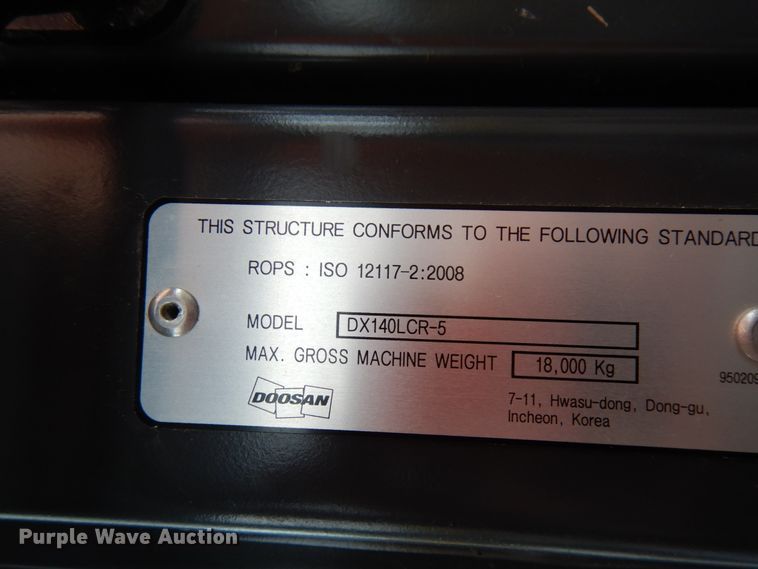 THIS STRUCTURE CONFORMS TO THE FOLLOWING STANDARD
ROPS : ISO 12117-2:2008
MODEL DX140LCR-5
MAX. GROSS MACHINE WEIGHT 18,000 Kg
950209
DOOSAN
7-11, Hwasu-dong, Dong-gu,
Incheon, Korea
Purple Wave Auction